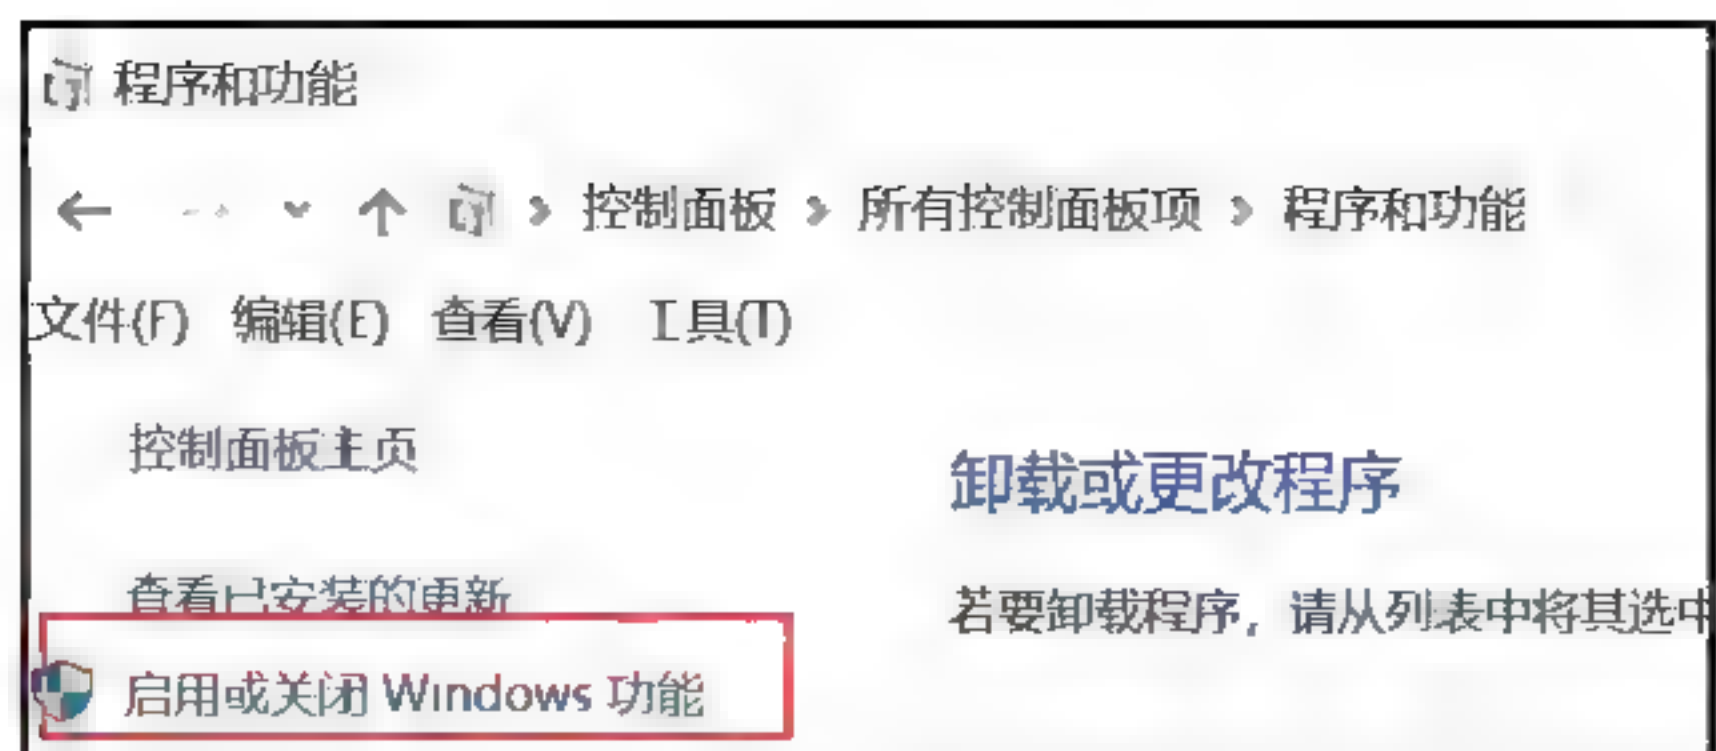 程序和功能
控制面板 › 所有控制面板项 › 程序和功能
文件(F) 编辑(E) 查看(V) 工具(T)
控制面板主页
卸载或更改程序
查看已安装的更新
若要卸载程序，请从列表中将其选中
启用或关闭 Windows 功能